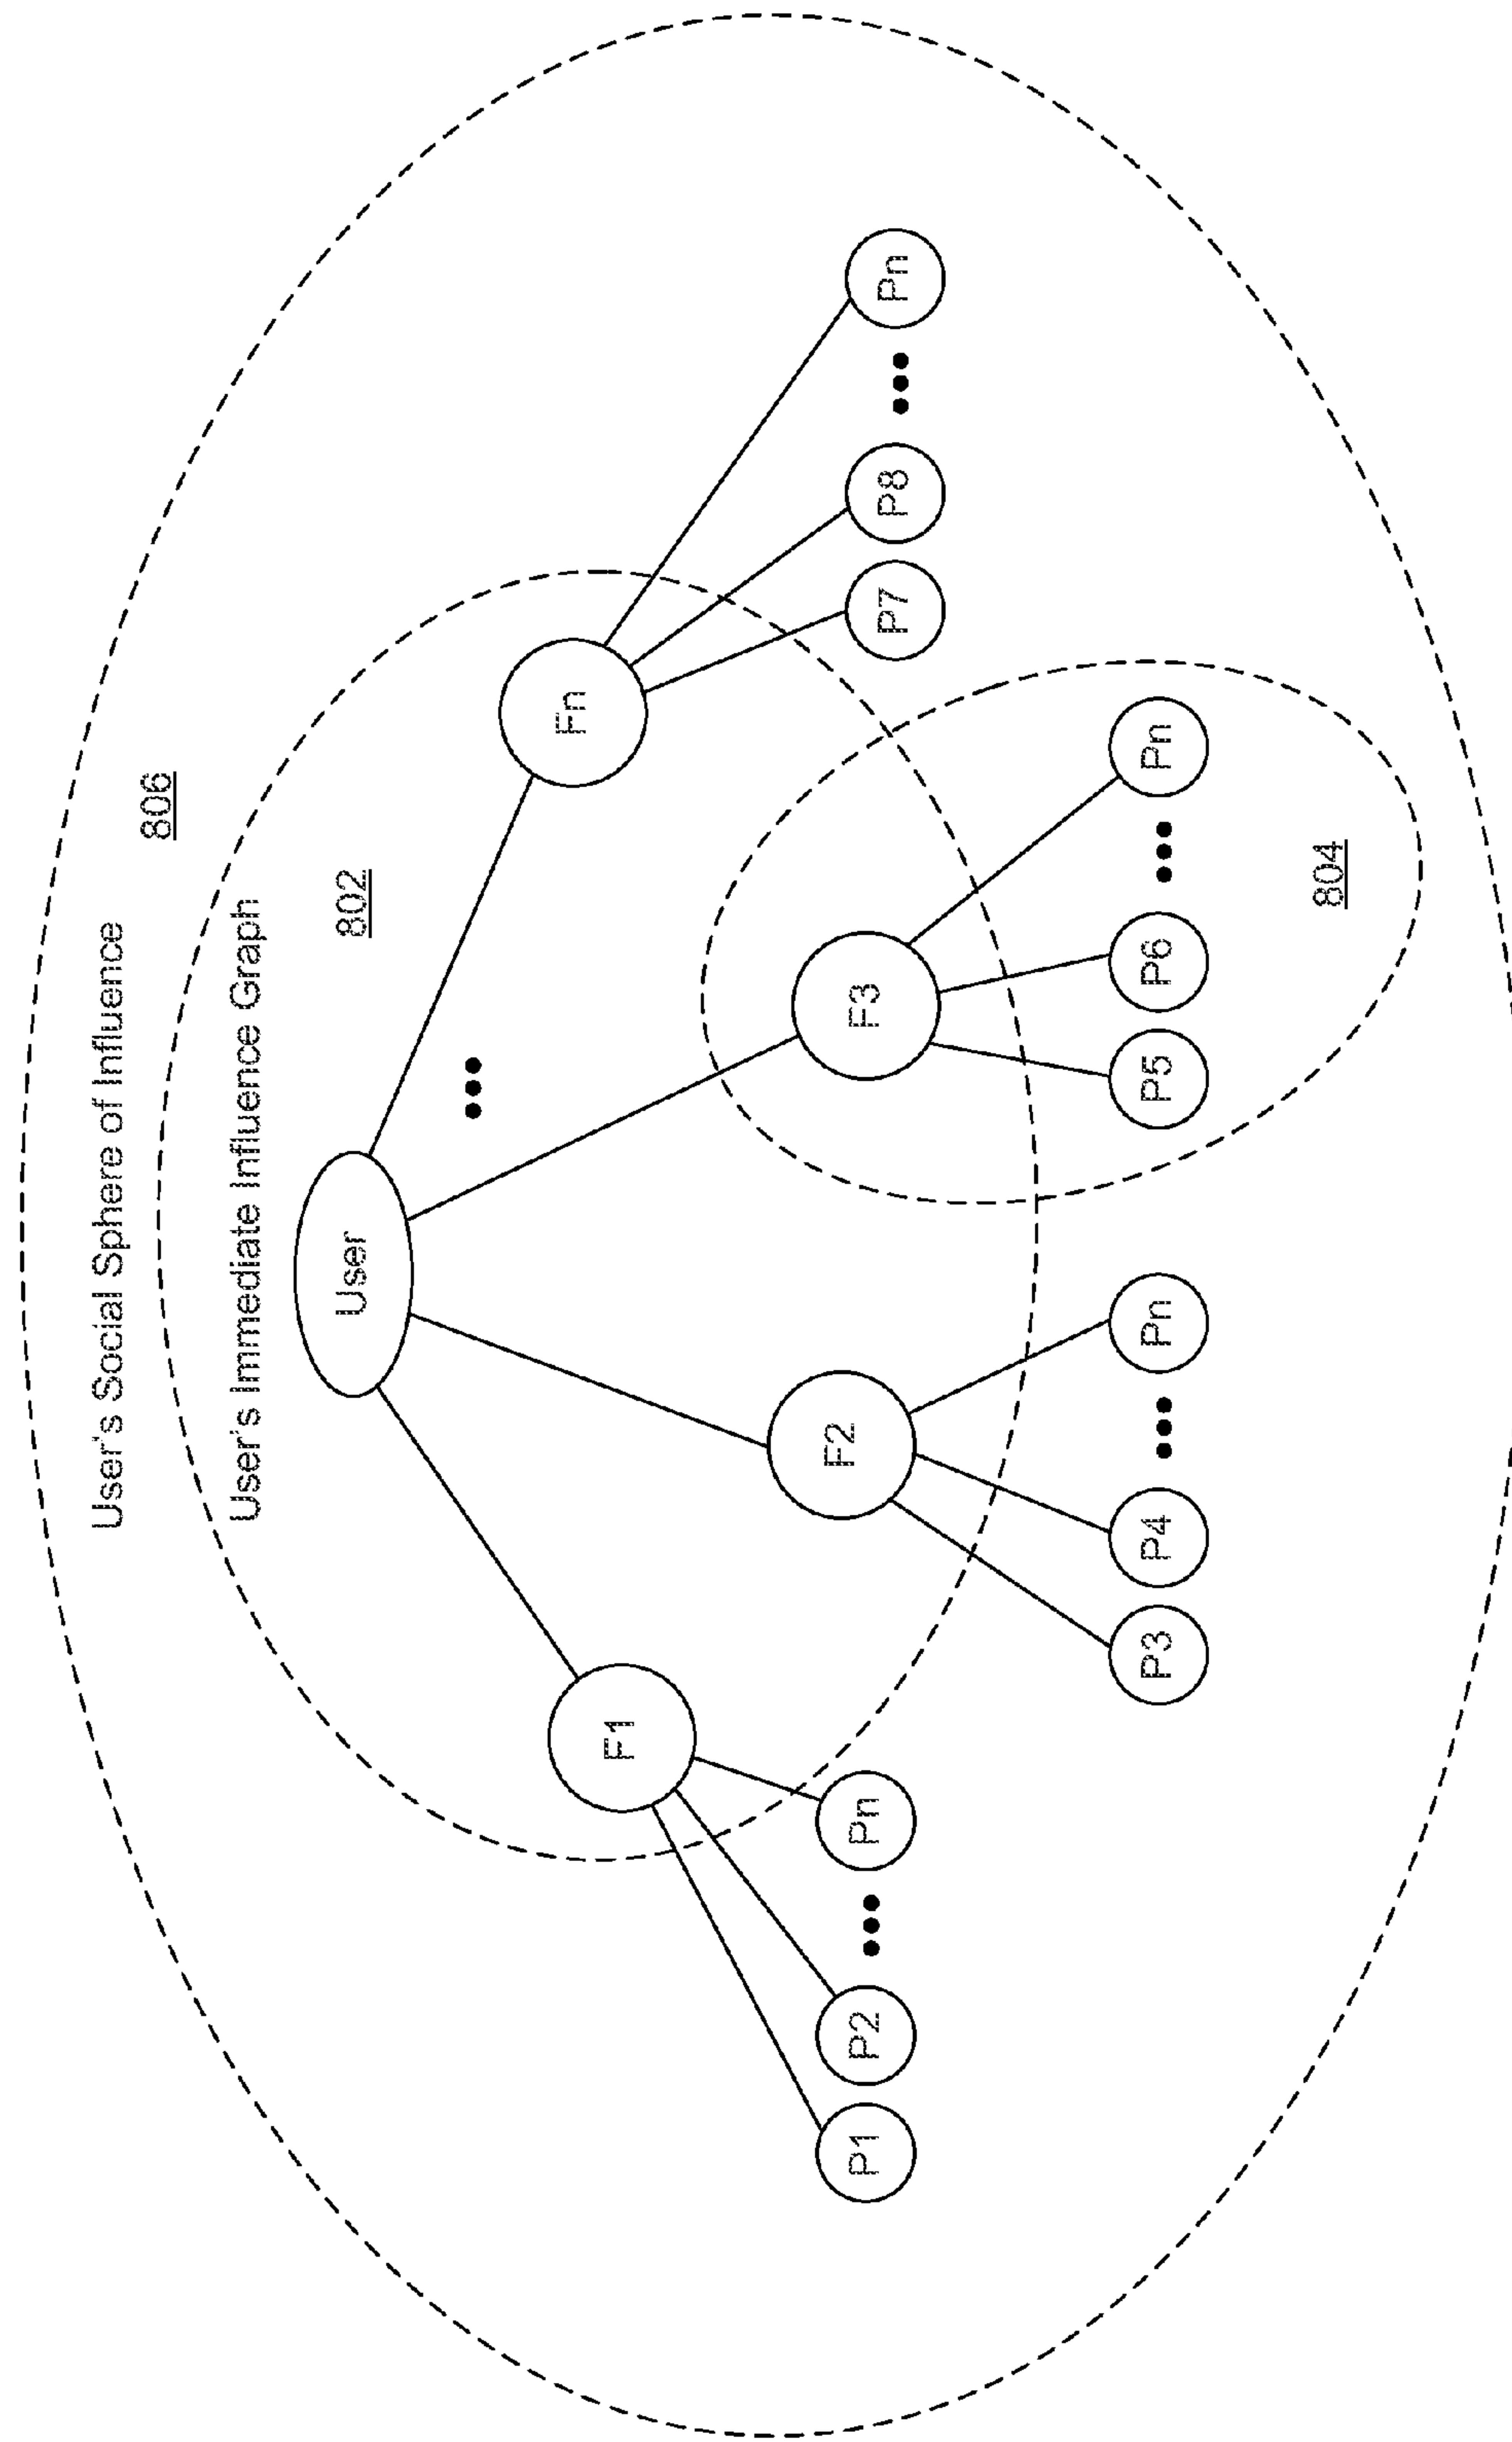 User's Social Sphere of Influence
806
User's Immediate Influence Graph
802
User
Fn
F1
F2
F3
P1
P2
Pn
P7
P8
Pn
P3
P4
Pn
P5
P6
Pn
804